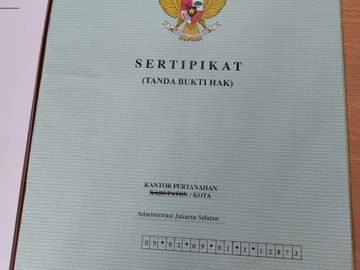 SERTIPIKAT
(TANDA BUKTI HAK)
KANTOR PERTANAHAN
KABUPATEN / KOTA
Administrasi Jakarta Selatan
09.02.09.01.1.12873